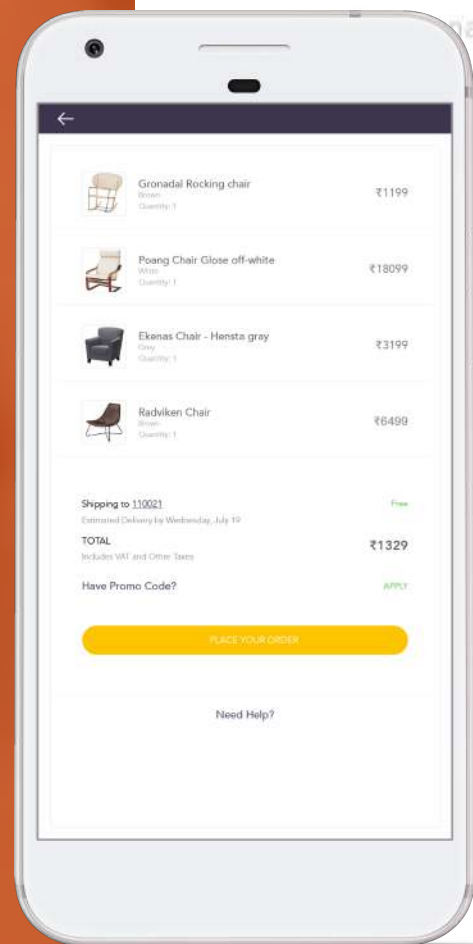 Gronadal Rocking chair
Brown
Quantity: 1
₹1199
Poang Chair Glose off-white
White
Quantity: 1
₹18099
Ekenas Chair - Hensta gray
Grey
Quantity: 1
₹3199
Radviken Chair
Brown
Quantity: 1
₹6499
Shipping to 110021
Free
Estimated Delivery by Wednesday, July 19
TOTAL
₹1329
Includes VAT and Other Taxes
Have Promo Code?
APPLY
PLACE YOUR ORDER
Need Help?